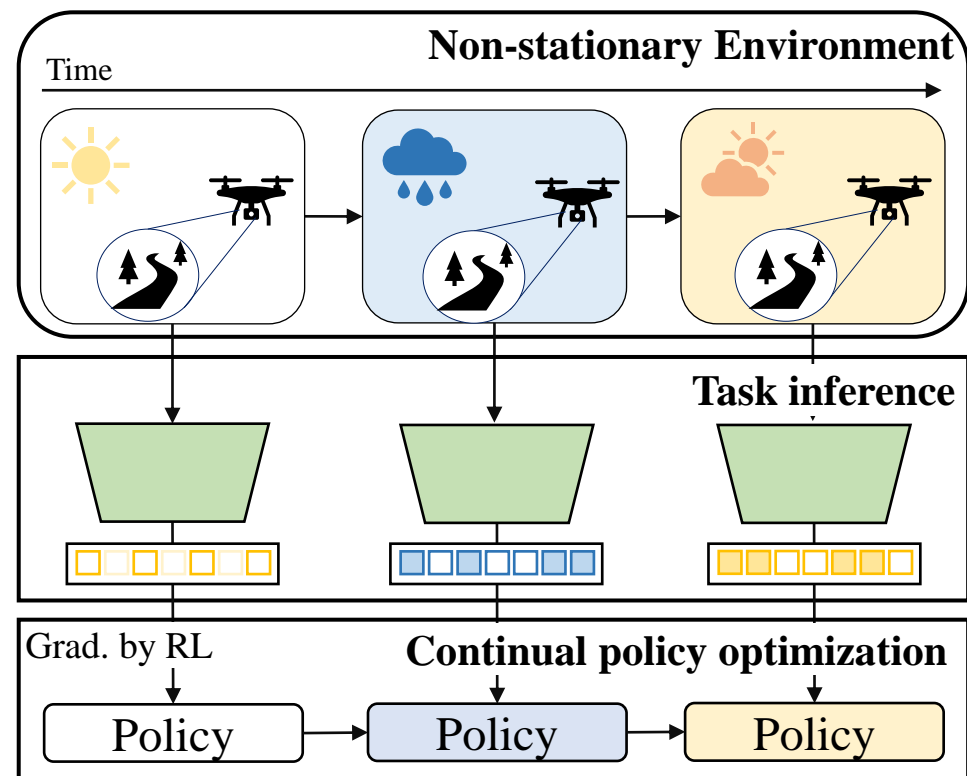 Non-stationary Environment
Time
Task inference
Grad. by RL
Continual policy optimization
Policy
Policy
Policy